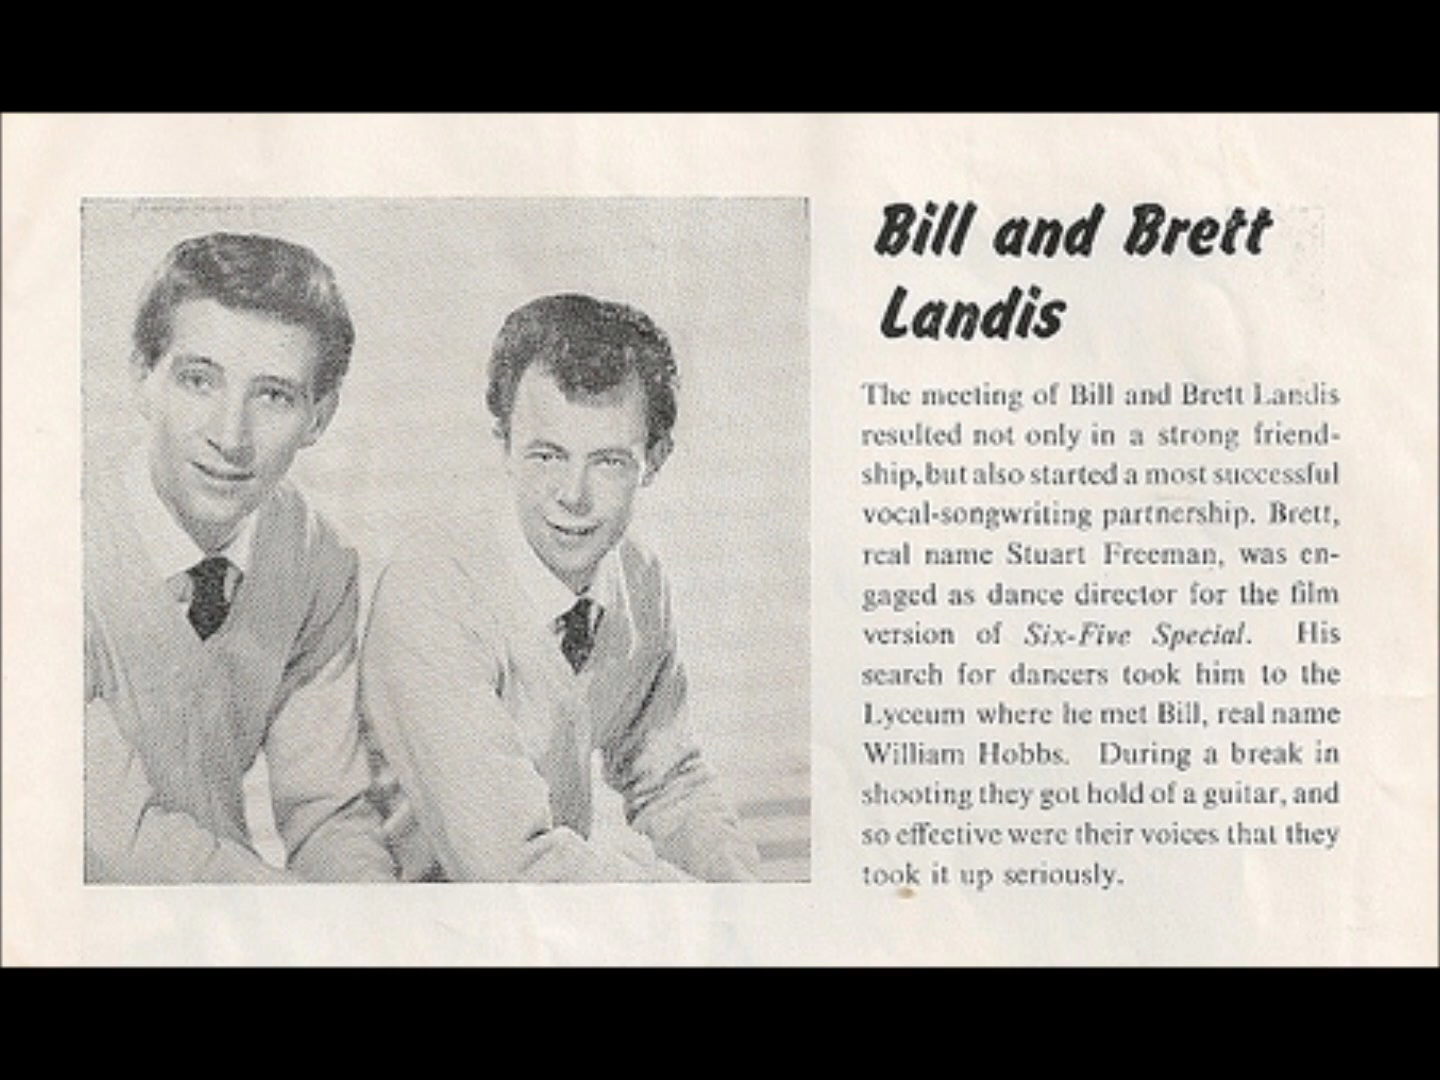 Bill and Brett
Landis
The meeting of Bill and Brett Landis
resulted not only in a strong friend-
ship, but also started a most successful
vocal-songwriting partnership. Brett,
real name Stuart Freeman, was en-
gaged as dance director for the film
version of Six-Five Special. His
search for dancers took him to the
Lyceum where he met Bill, real name
William Hobbs. During a break in
shooting they got hold of a guitar, and
so effective were their voices that they
took it up seriously.